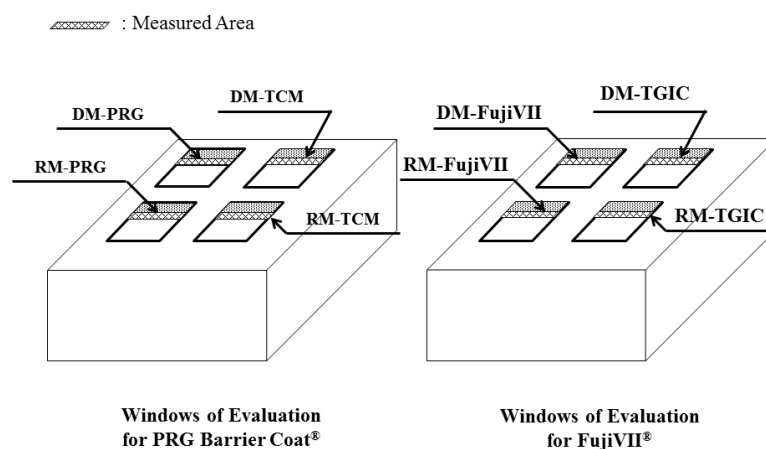 : Measured Area
DM-TCM
DM-PRG
RM-PRG
RM-TCM
DM-TGIC
DM-FujiVII
RM-FujiVII
RM-TGIC
Windows of Evaluation
for PRG Barrier Coat®
Windows of Evaluation
for FujiVII®